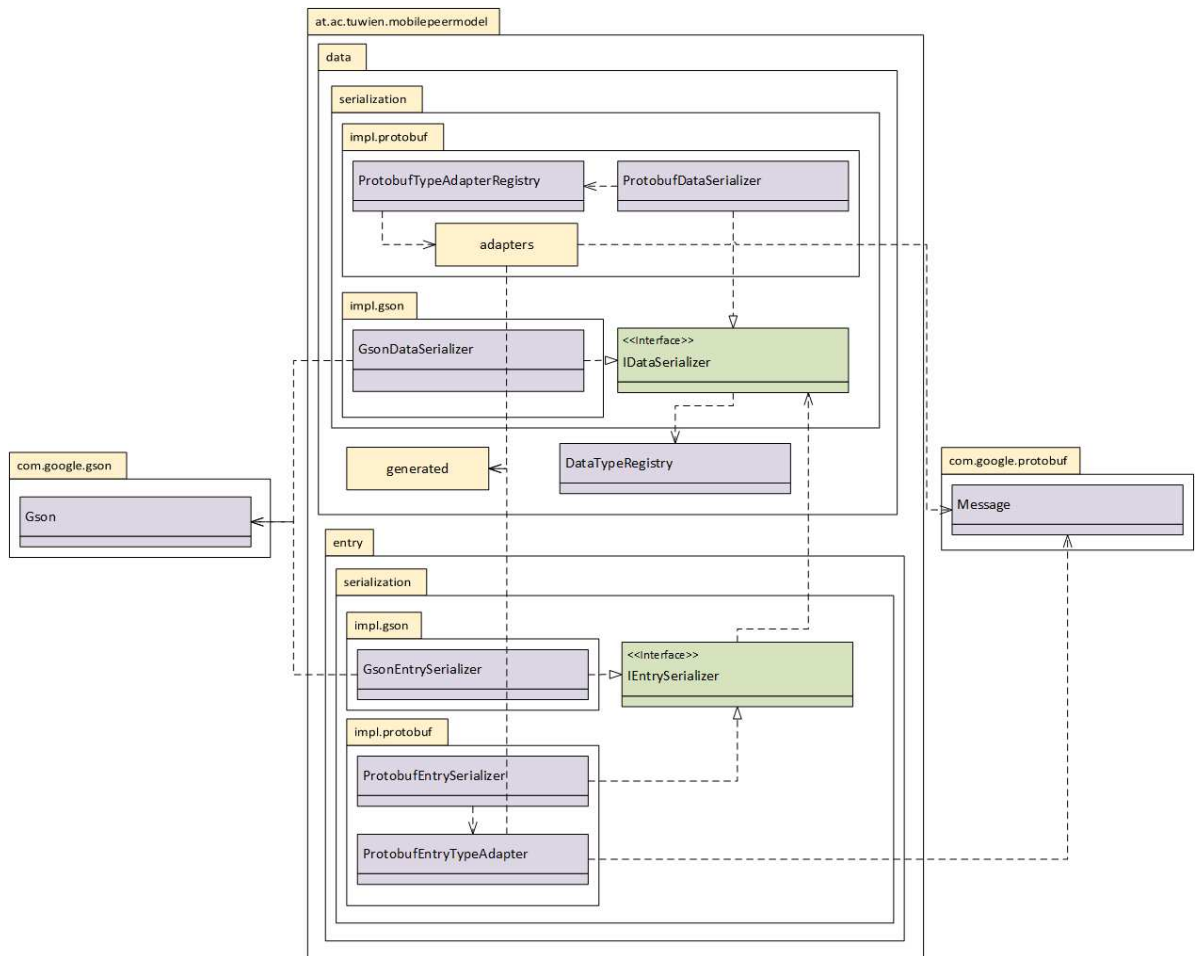 at.ac.tuwien.mobilepeermodel
data
serialization
impl.protobuf
ProtobufTypeAdapterRegistry
ProtobufDataSerializer
adapters
impl.gson
GsonDataSerializer
<<Interface>>
IDataSerializer
generated
DataTypeRegistry
com.google.gson
Gson
com.google.protobuf
Message
entry
serialization
impl.gson
GsonEntrySerializer
<<Interface>>
IEntrySerializer
impl.protobuf
ProtobufEntrySerializer
ProtobufEntryTypeAdapter